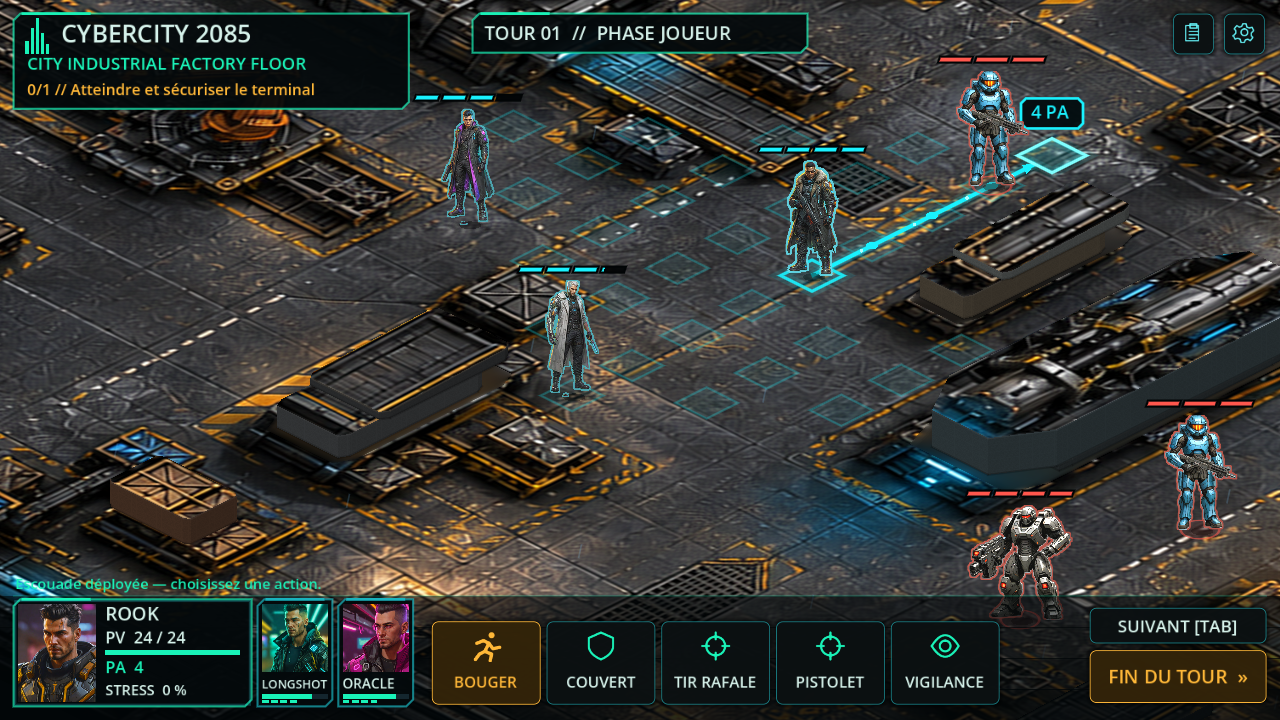 CYBERCITY 2085
CITY INDUSTRIAL FACTORY FLOOR
0/1 // Atteindre et sécuriser le terminal
TOUR 01 // PHASE JOUEUR
4 PA
Escouade déployée — choisissez une action.
ROOK
PV 24 / 24
PA 4
STRESS 0 %
LONGSHOT
ORACLE
BOUGER
COUVERT
TIR RAFALE
PISTOLET
VIGILANCE
SUIVANT [TAB]
FIN DU TOUR »